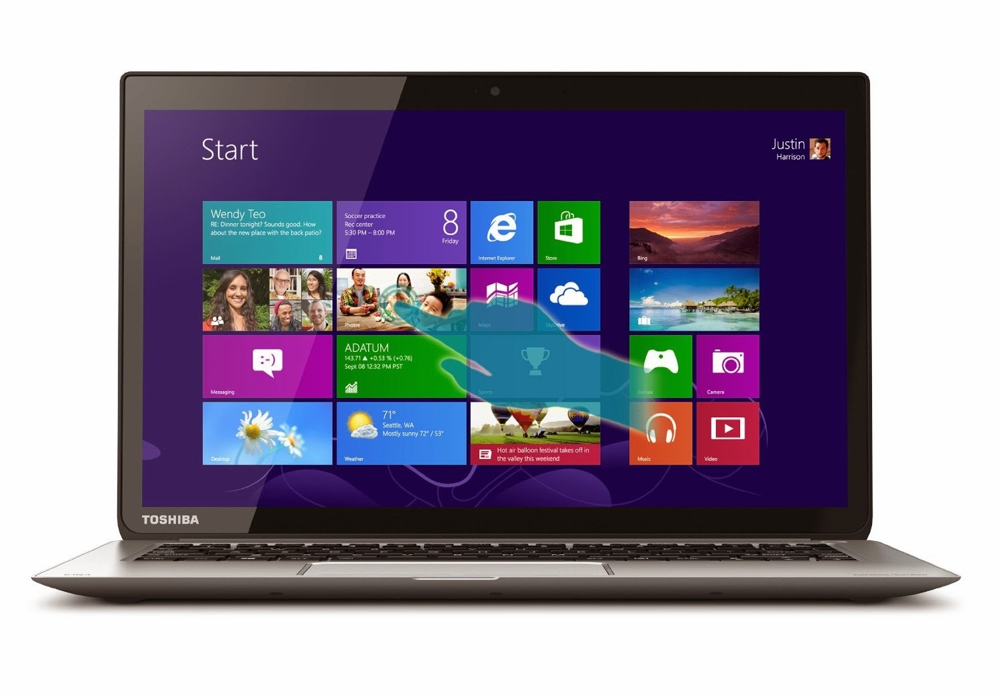 Start
Justin
Harrison
Wendy Teo
RE: Dinner tonight? Sounds good. How
about the new place with the back patio?
Mail 8
Soccer practice
Rec center
5:30 PM – 8:00 PM
8
Friday
Internet Explorer
Store
Bing
Photos
Maps
SkyDrive
Messaging
ADATUM
143.71 ▲ +0.53 % (+0.76)
Sept 08 12:32 PM PST
Sports
Games
Camera
:-)
Desktop
71°
Seattle, WA
Mostly sunny 72° / 53°
Weather
Hot air balloon festival takes off in
the valley this weekend
Music
Video
TOSHIBA
KIRA
harman/kardon